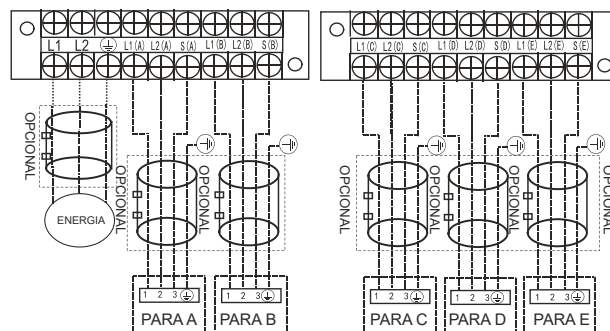 L1 L2 L1(A) L2(A) S(A) L1(B) L2(B) S(B)
L1(C) L2(C) S(C) L1(D) L2(D) S(D) L1(E) L2(E) S(E)
OPCIONAL
ENERGIA
OPCIONAL
OPCIONAL
OPCIONAL
OPCIONAL
OPCIONAL
1 2 3
PARA A
1 2 3
PARA B
1 2 3
PARA C
1 2 3
PARA D
1 2 3
PARA E